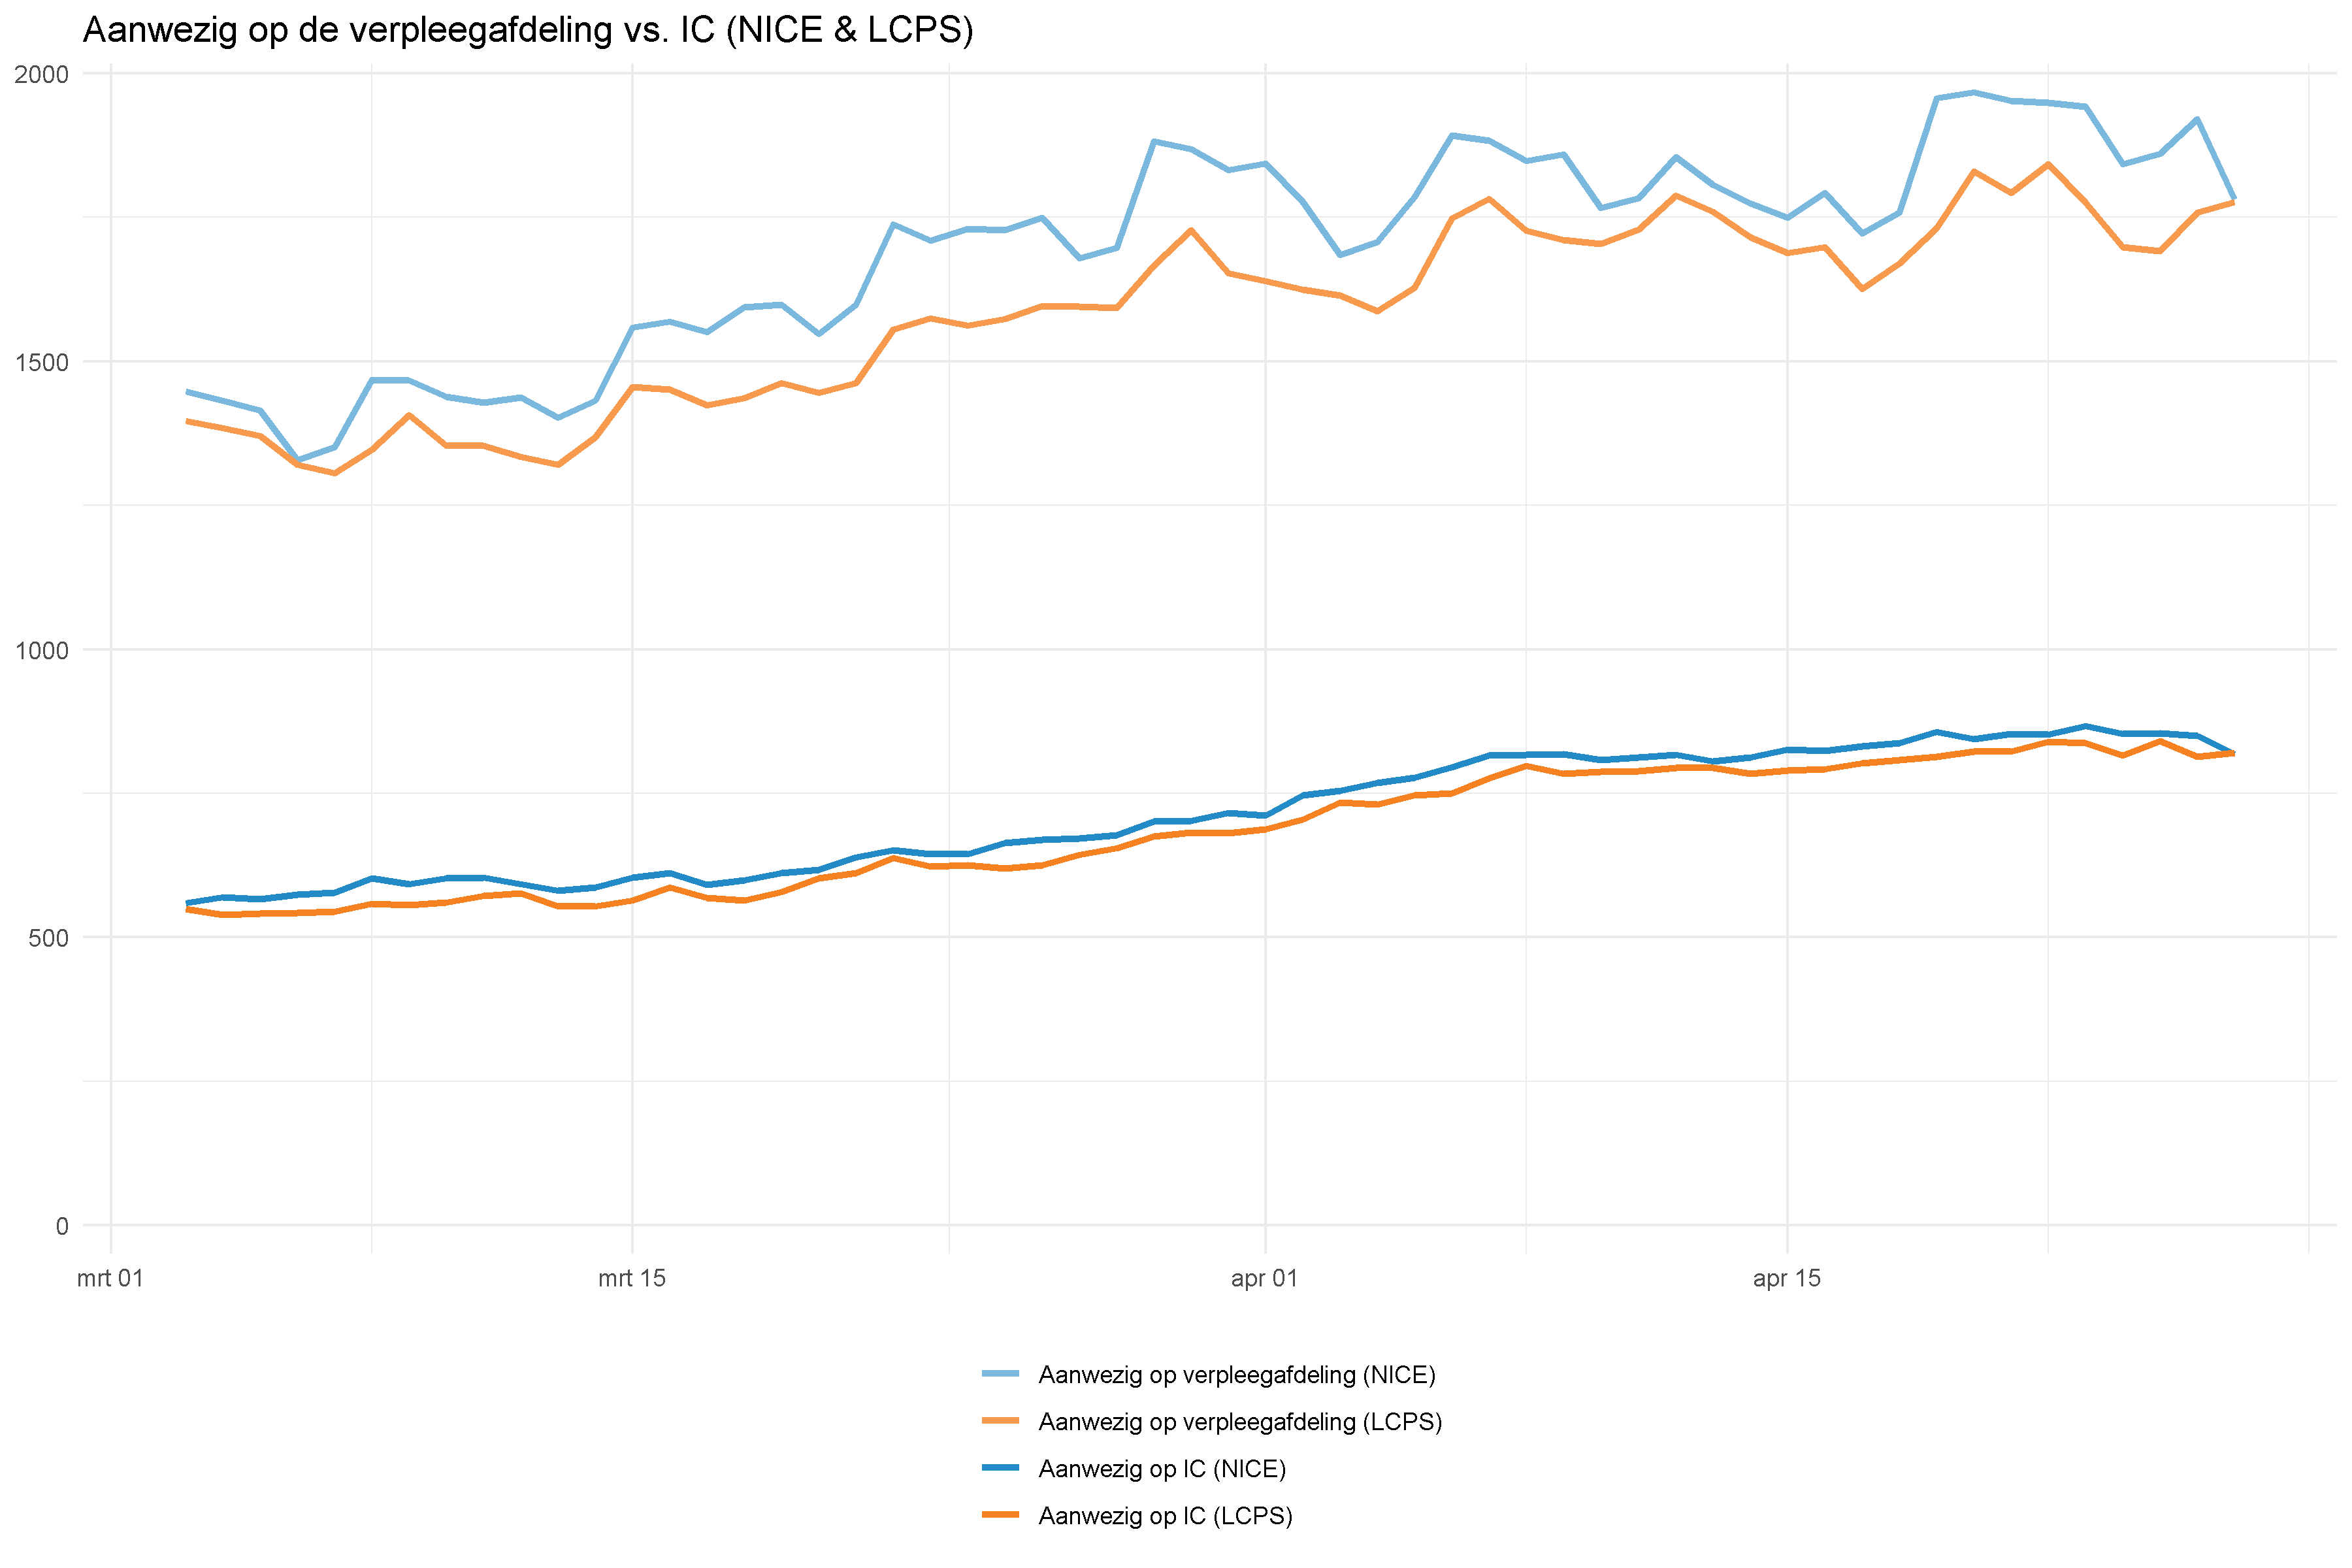 Aanwezig op de verpleegafdeling vs. IC (NICE & LCPS)
2000
1500
1000
500
0
mrt 01 mrt 15 apr 01 apr 15
Aanwezig op verpleegafdeling (NICE)
Aanwezig op verpleegafdeling (LCPS)
Aanwezig op IC (NICE)
Aanwezig op IC (LCPS)